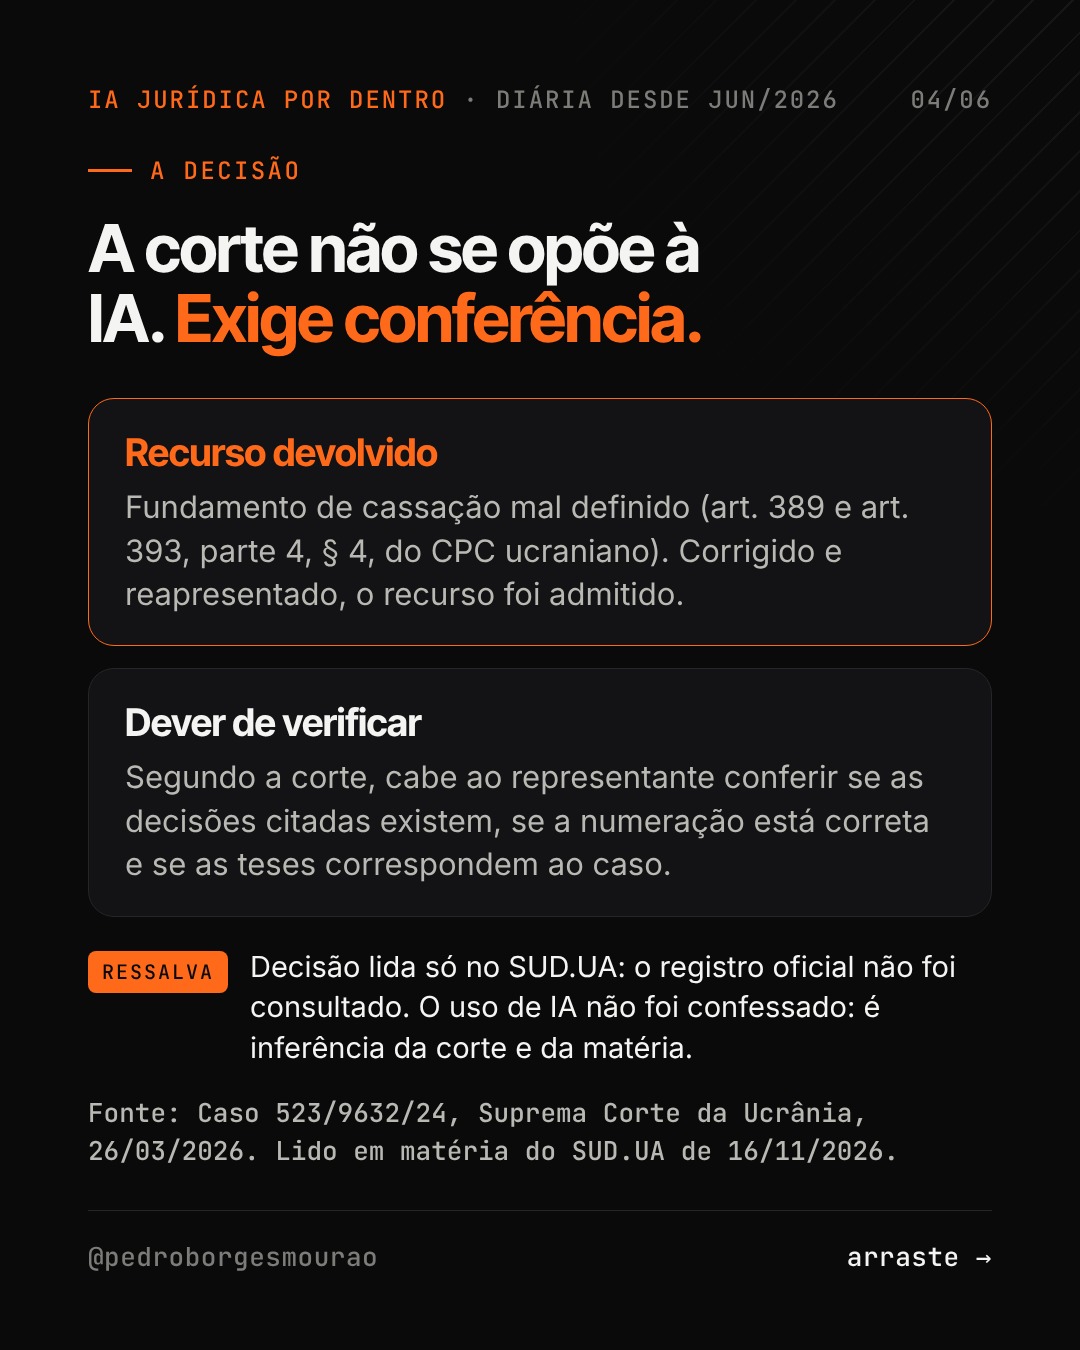 IA JURÍDICA POR DENTRO · DIÁRIA DESDE JUN/2026 04/06
A DECISÃO
A corte não se opõe à
IA. Exige conferência.
Recurso devolvido
Fundamento de cassação mal definido (art. 389 e art.
393, parte 4, § 4, do CPC ucraniano). Corrigido e
reapresentado, o recurso foi admitido.
Dever de verificar
Segundo a corte, cabe ao representante conferir se as
decisões citadas existem, se a numeração está correta
e se as teses correspondem ao caso.
RESSALVA
Decisão lida só no SUD.UA: o registro oficial não foi
consultado. O uso de IA não foi confessado: é
inferência da corte e da matéria.
Fonte: Caso 523/9632/24, Suprema Corte da Ucrânia,
26/03/2026. Lido em matéria do SUD.UA de 16/11/2026.
@pedroborgesmourao
arraste →